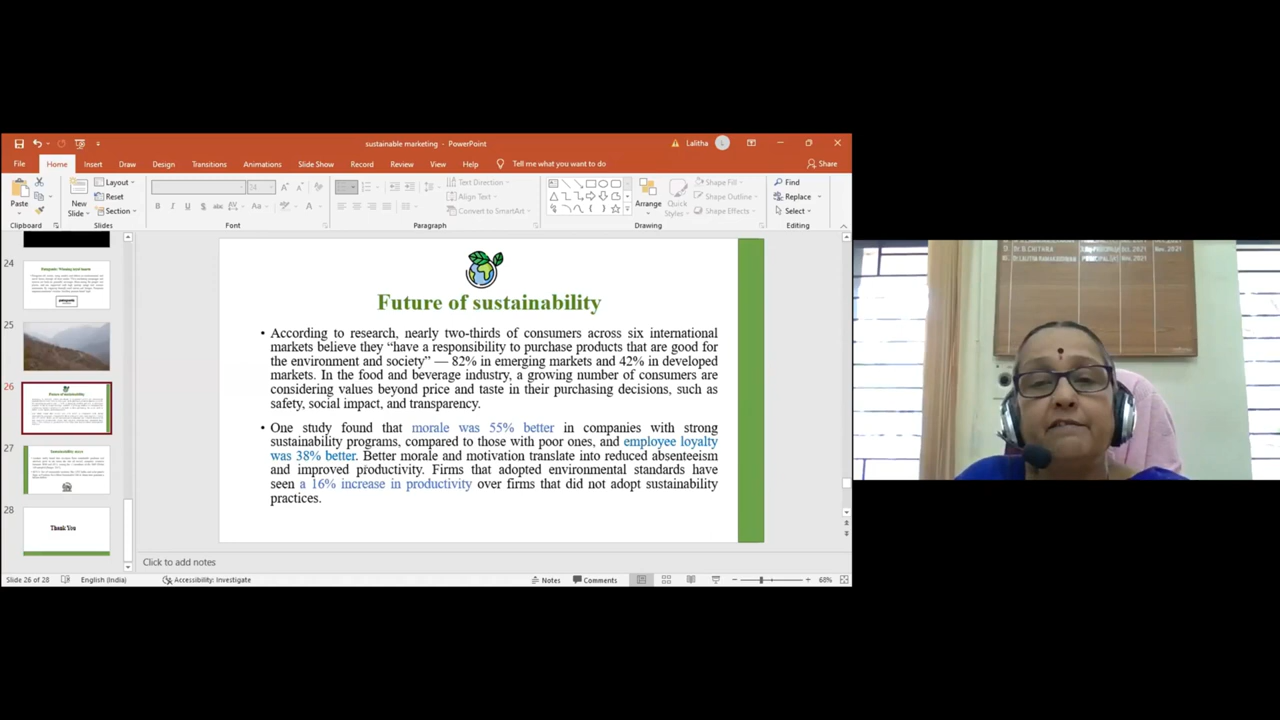 sustainable marketing - PowerPoint
Lalitha
L
File
Home
Insert
Draw
Design
Transitions
Animations
Slide Show
Record
Review
View
Help
Tell me what you want to do
Share
Paste
New
Slide
Layout
Reset
Section
24
Text Direction
Align Text
Convert to SmartArt
Arrange
Quick
Styles
Shape Fill
Shape Outline
Shape Effects
Find
Replace
Select
Clipboard
Slides
Font
Paragraph
Drawing
Editing
24
25
26
Future of sustainability
27
28
Thank You
Future of sustainability
• According to research, nearly two-thirds of consumers across six international
markets believe they “have a responsibility to purchase products that are good for
the environment and society” — 82% in emerging markets and 42% in developed
markets. In the food and beverage industry, a growing number of consumers are
considering values beyond price and taste in their purchasing decisions, such as
safety, social impact, and transparency.
• One study found that morale was 55% better in companies with strong
sustainability programs, compared to those with poor ones, and employee loyalty
was 38% better. Better morale and motivation translate into reduced absenteeism
and improved productivity. Firms that adopted environmental standards have
seen a 16% increase in productivity over firms that did not adopt sustainability
practices.
Click to add notes
Slide 26 of 28
English (India)
Accessibility: Investigate
Notes
Comments
68%
Dr.B.CHITARA
2021
Nov. 2021